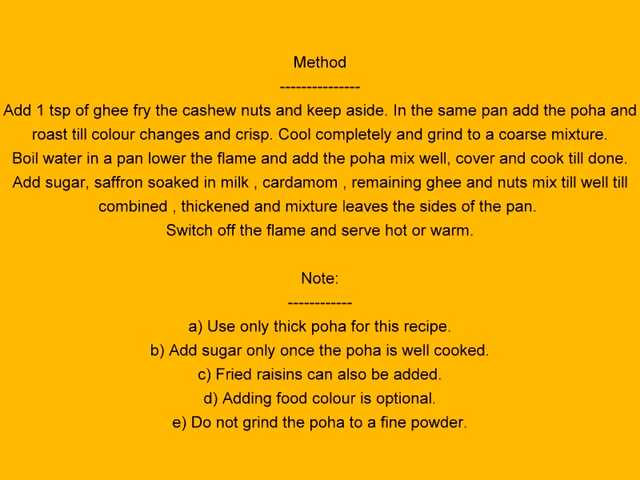 Method
---------------
Add 1 tsp of ghee fry the cashew nuts and keep aside. In the same pan add the poha and
roast till colour changes and crisp. Cool completely and grind to a coarse mixture.
Boil water in a pan lower the flame and add the poha mix well, cover and cook till done.
Add sugar, saffron soaked in milk , cardamom , remaining ghee and nuts mix till well till
combined , thickened and mixture leaves the sides of the pan.
Switch off the flame and serve hot or warm.
Note:
------------
a) Use only thick poha for this recipe.
b) Add sugar only once the poha is well cooked.
c) Fried raisins can also be added.
d) Adding food colour is optional.
e) Do not grind the poha to a fine powder.